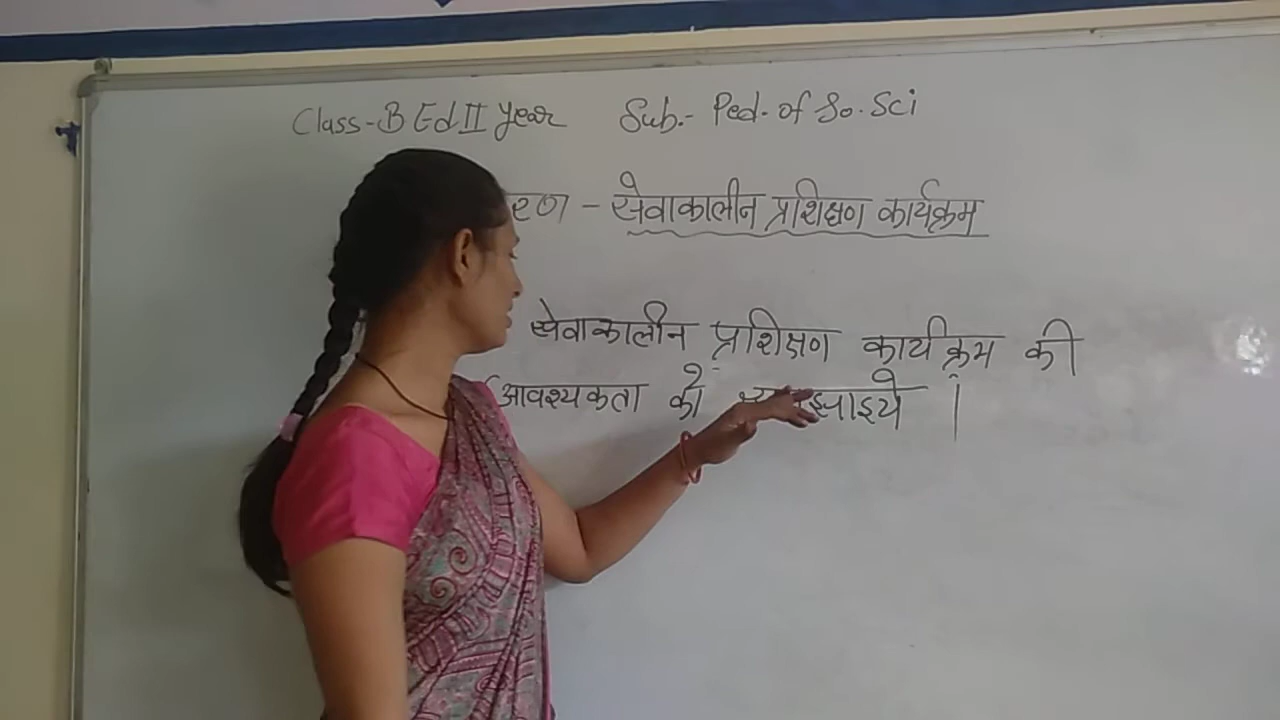 Class-B Ed II Year Sub.- Ped. of So. Sci
रण - सेवाकालीन प्रशिक्षण कार्यक्रम
सेवाकालीन प्रशिक्षण कार्यक्रम की
आवश्यकता को समझाइये |